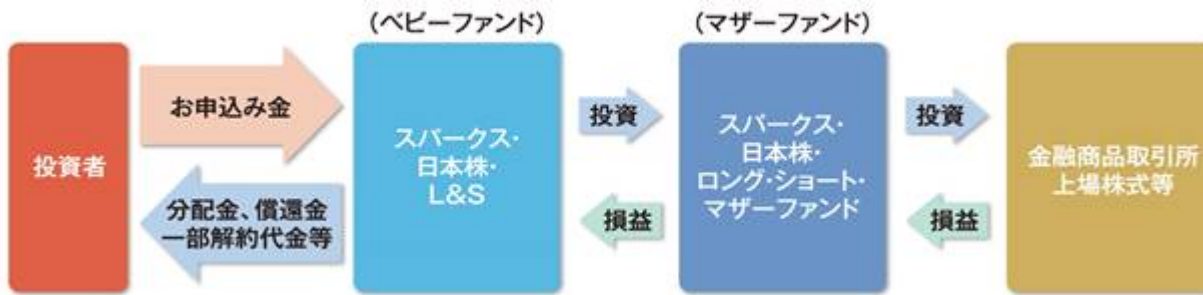 (ベビーファンド)
(マザーファンド)
投資者
お申込み金
分配金、償還金
一部解約代金等
スパークス・
日本株・
L&S
投資
損益
スパークス・
日本株・
ロング・ショート・
マザーファンド
投資
損益
金融商品取引所
上場株式等